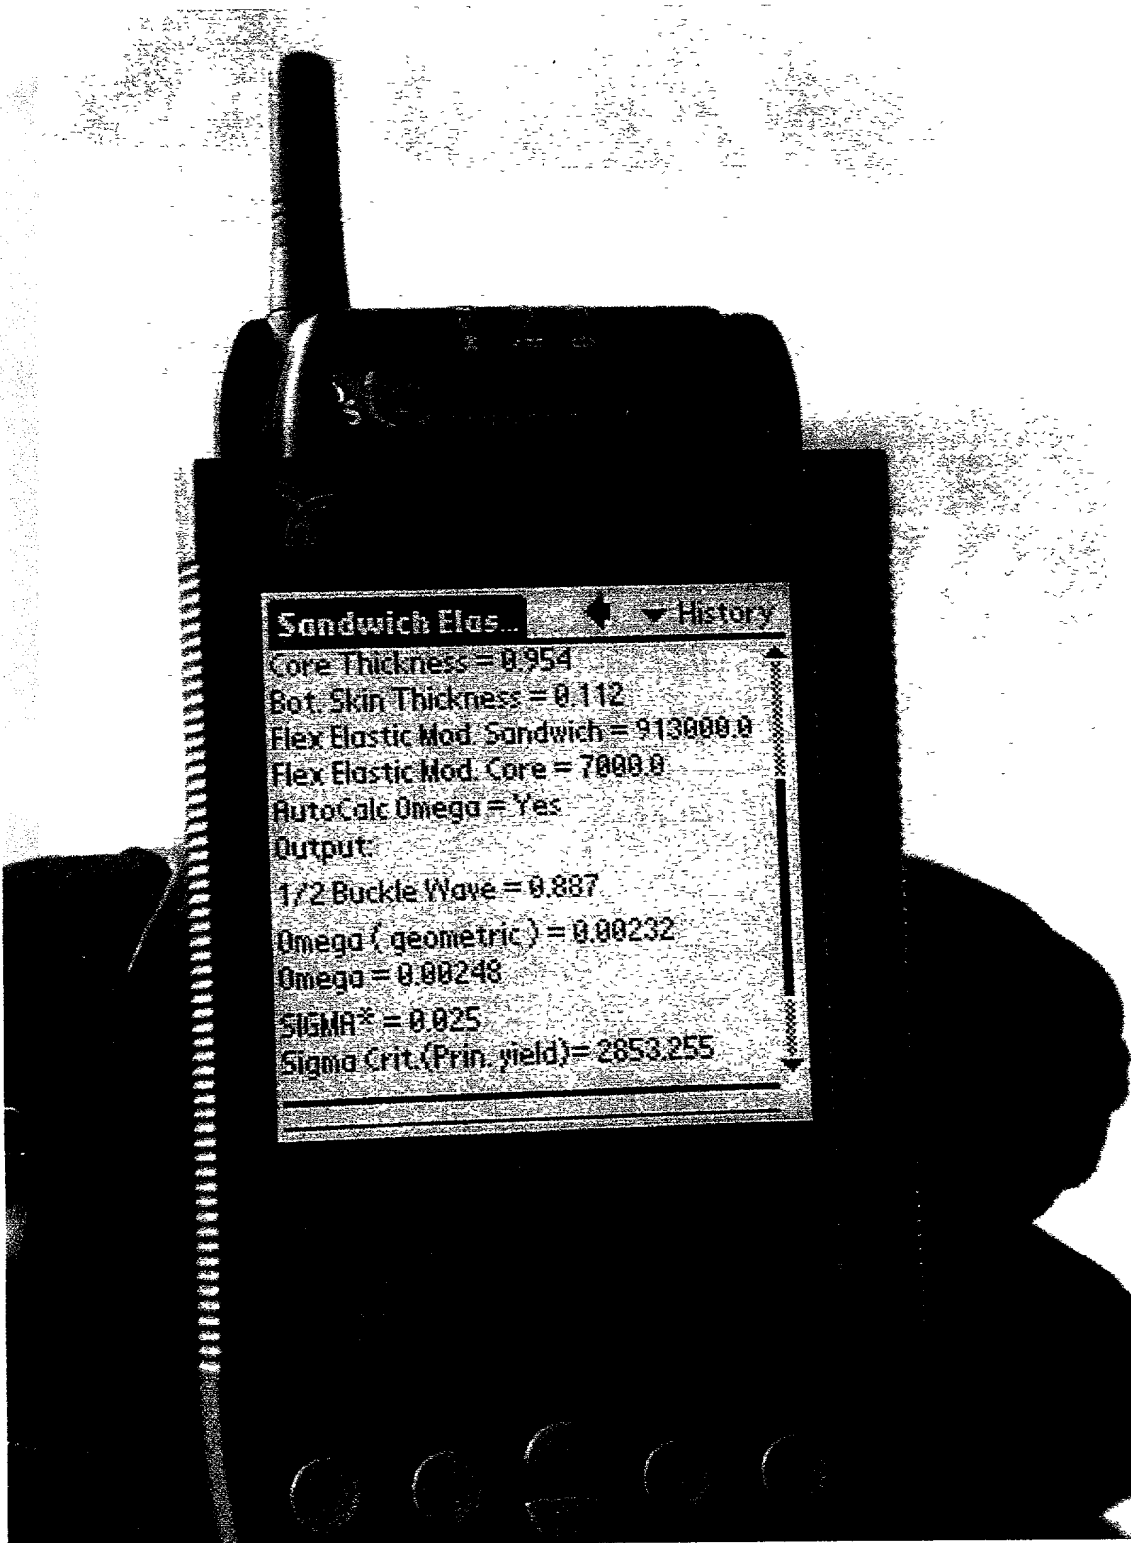 Sandwich Elas...
History
Core Thickness = 0.954
Bot. Skin Thickness = 0.112
Flex Elastic Mod. Sandwich = 913000.0
Flex Elastic Mod. Core = 7000.0
AutoCalc Omega = Yes
Output:
1/2 Buckle Wave = 0.887
Omega ( geometric ) = 0.00232
Omega = 0.00248
SIGMA* = 0.025
Sigma Crit.(Prin. yield)= 2853.255